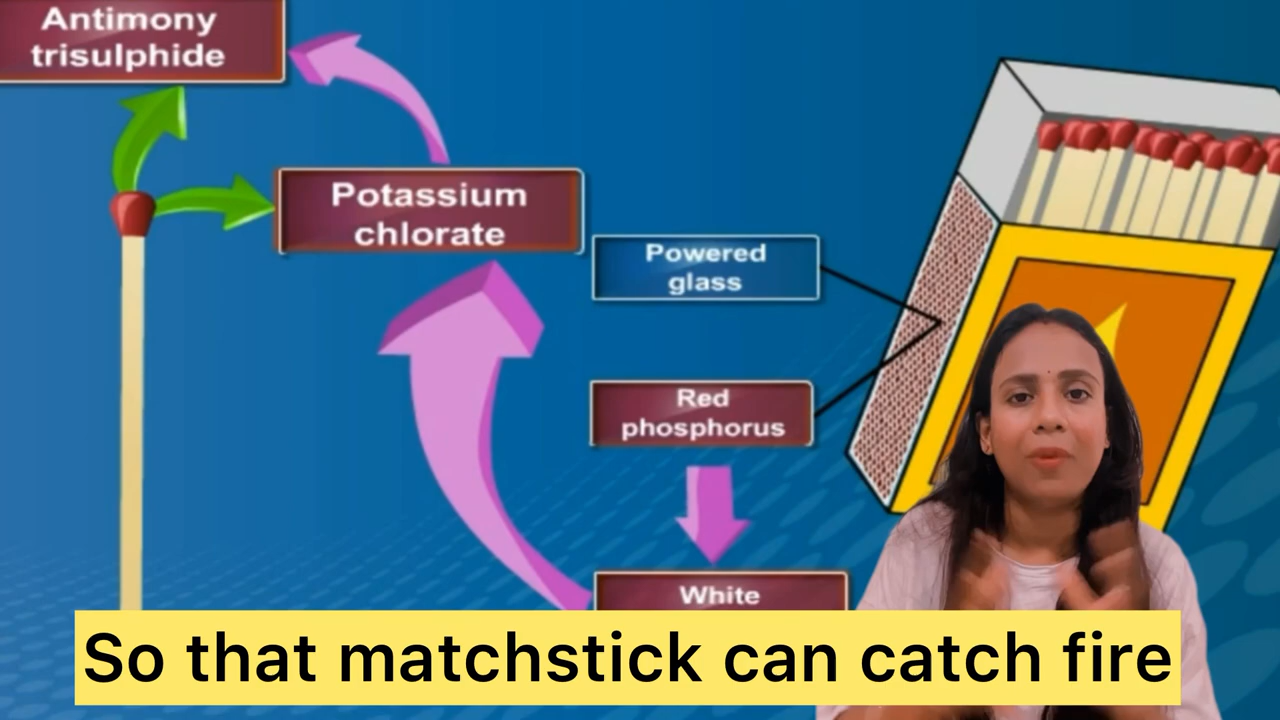 Antimony
trisulphide
Potassium
chlorate
Powered
glass
Red
phosphorus
White
So that matchstick can catch fire